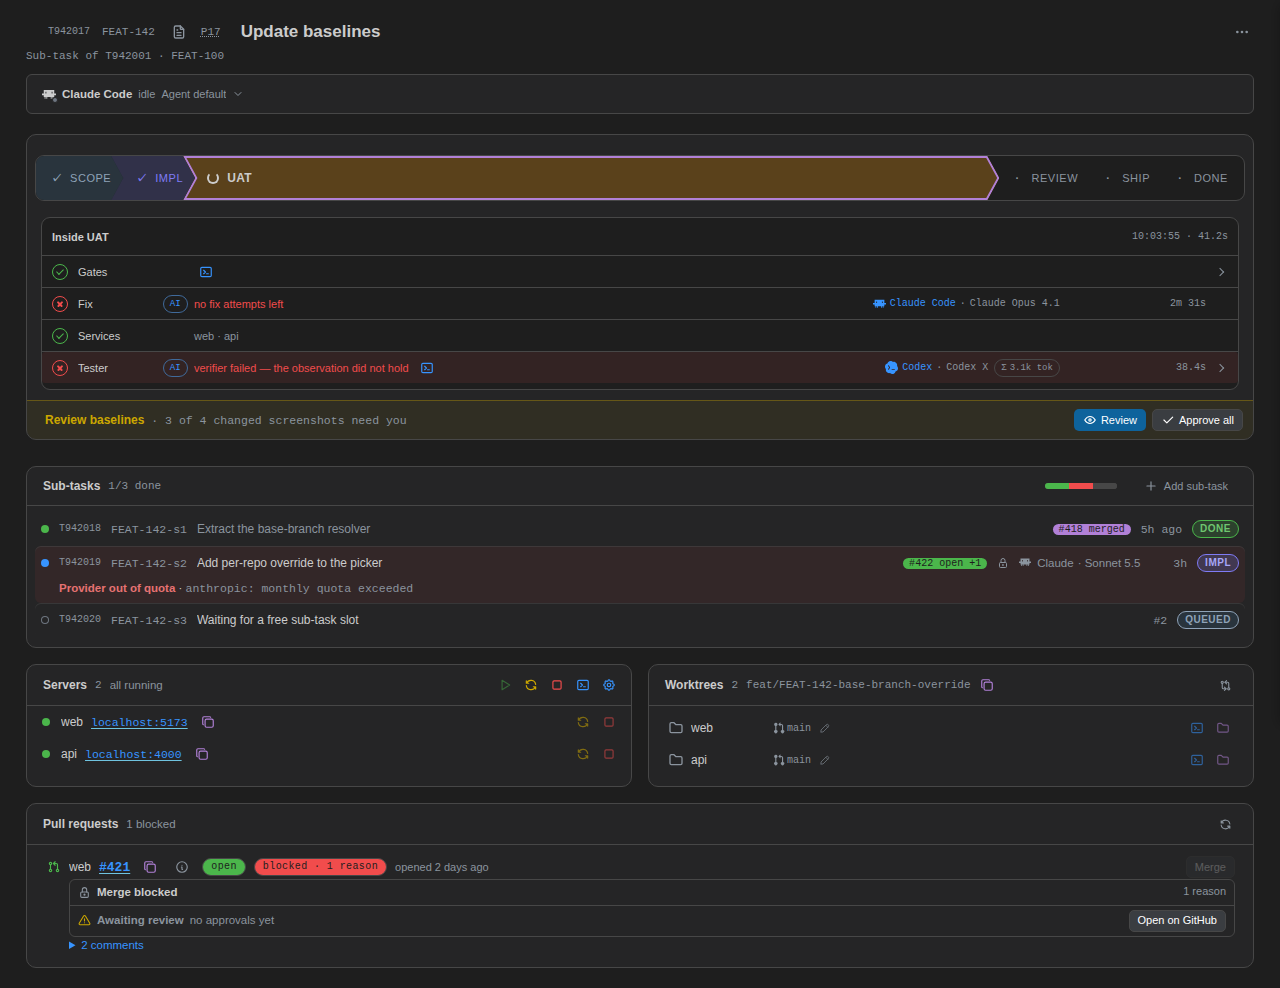 T942017 FEAT-142 P17 Update baselines
Sub-task of T942001 · FEAT-100
Claude Code idle Agent default
SCOPE IMPL UAT REVIEW SHIP DONE
Inside UAT 10:03:55 · 41.2s
Gates
Fix AI no fix attempts left Claude Code · Claude Opus 4.1 2m 31s
Services web · api
Tester AI verifier failed — the observation did not hold Codex · Codex X Σ 3.1k tok 38.4s
Review baselines · 3 of 4 changed screenshots need you Review Approve all
Sub-tasks 1/3 done Add sub-task
T942018 FEAT-142-s1 Extract the base-branch resolver #418 merged 5h ago DONE
T942019 FEAT-142-s2 Add per-repo override to the picker #422 open +1 Claude · Sonnet 5.5 3h IMPL
Provider out of quota · anthropic: monthly quota exceeded
T942020 FEAT-142-s3 Waiting for a free sub-task slot #2 QUEUED
Servers 2 all running
web localhost:5173
api localhost:4000
Worktrees 2 feat/FEAT-142-base-branch-override
web main
api main
Pull requests 1 blocked
web #421 open blocked · 1 reason opened 2 days ago Merge
Merge blocked 1 reason
Awaiting review no approvals yet Open on GitHub
2 comments